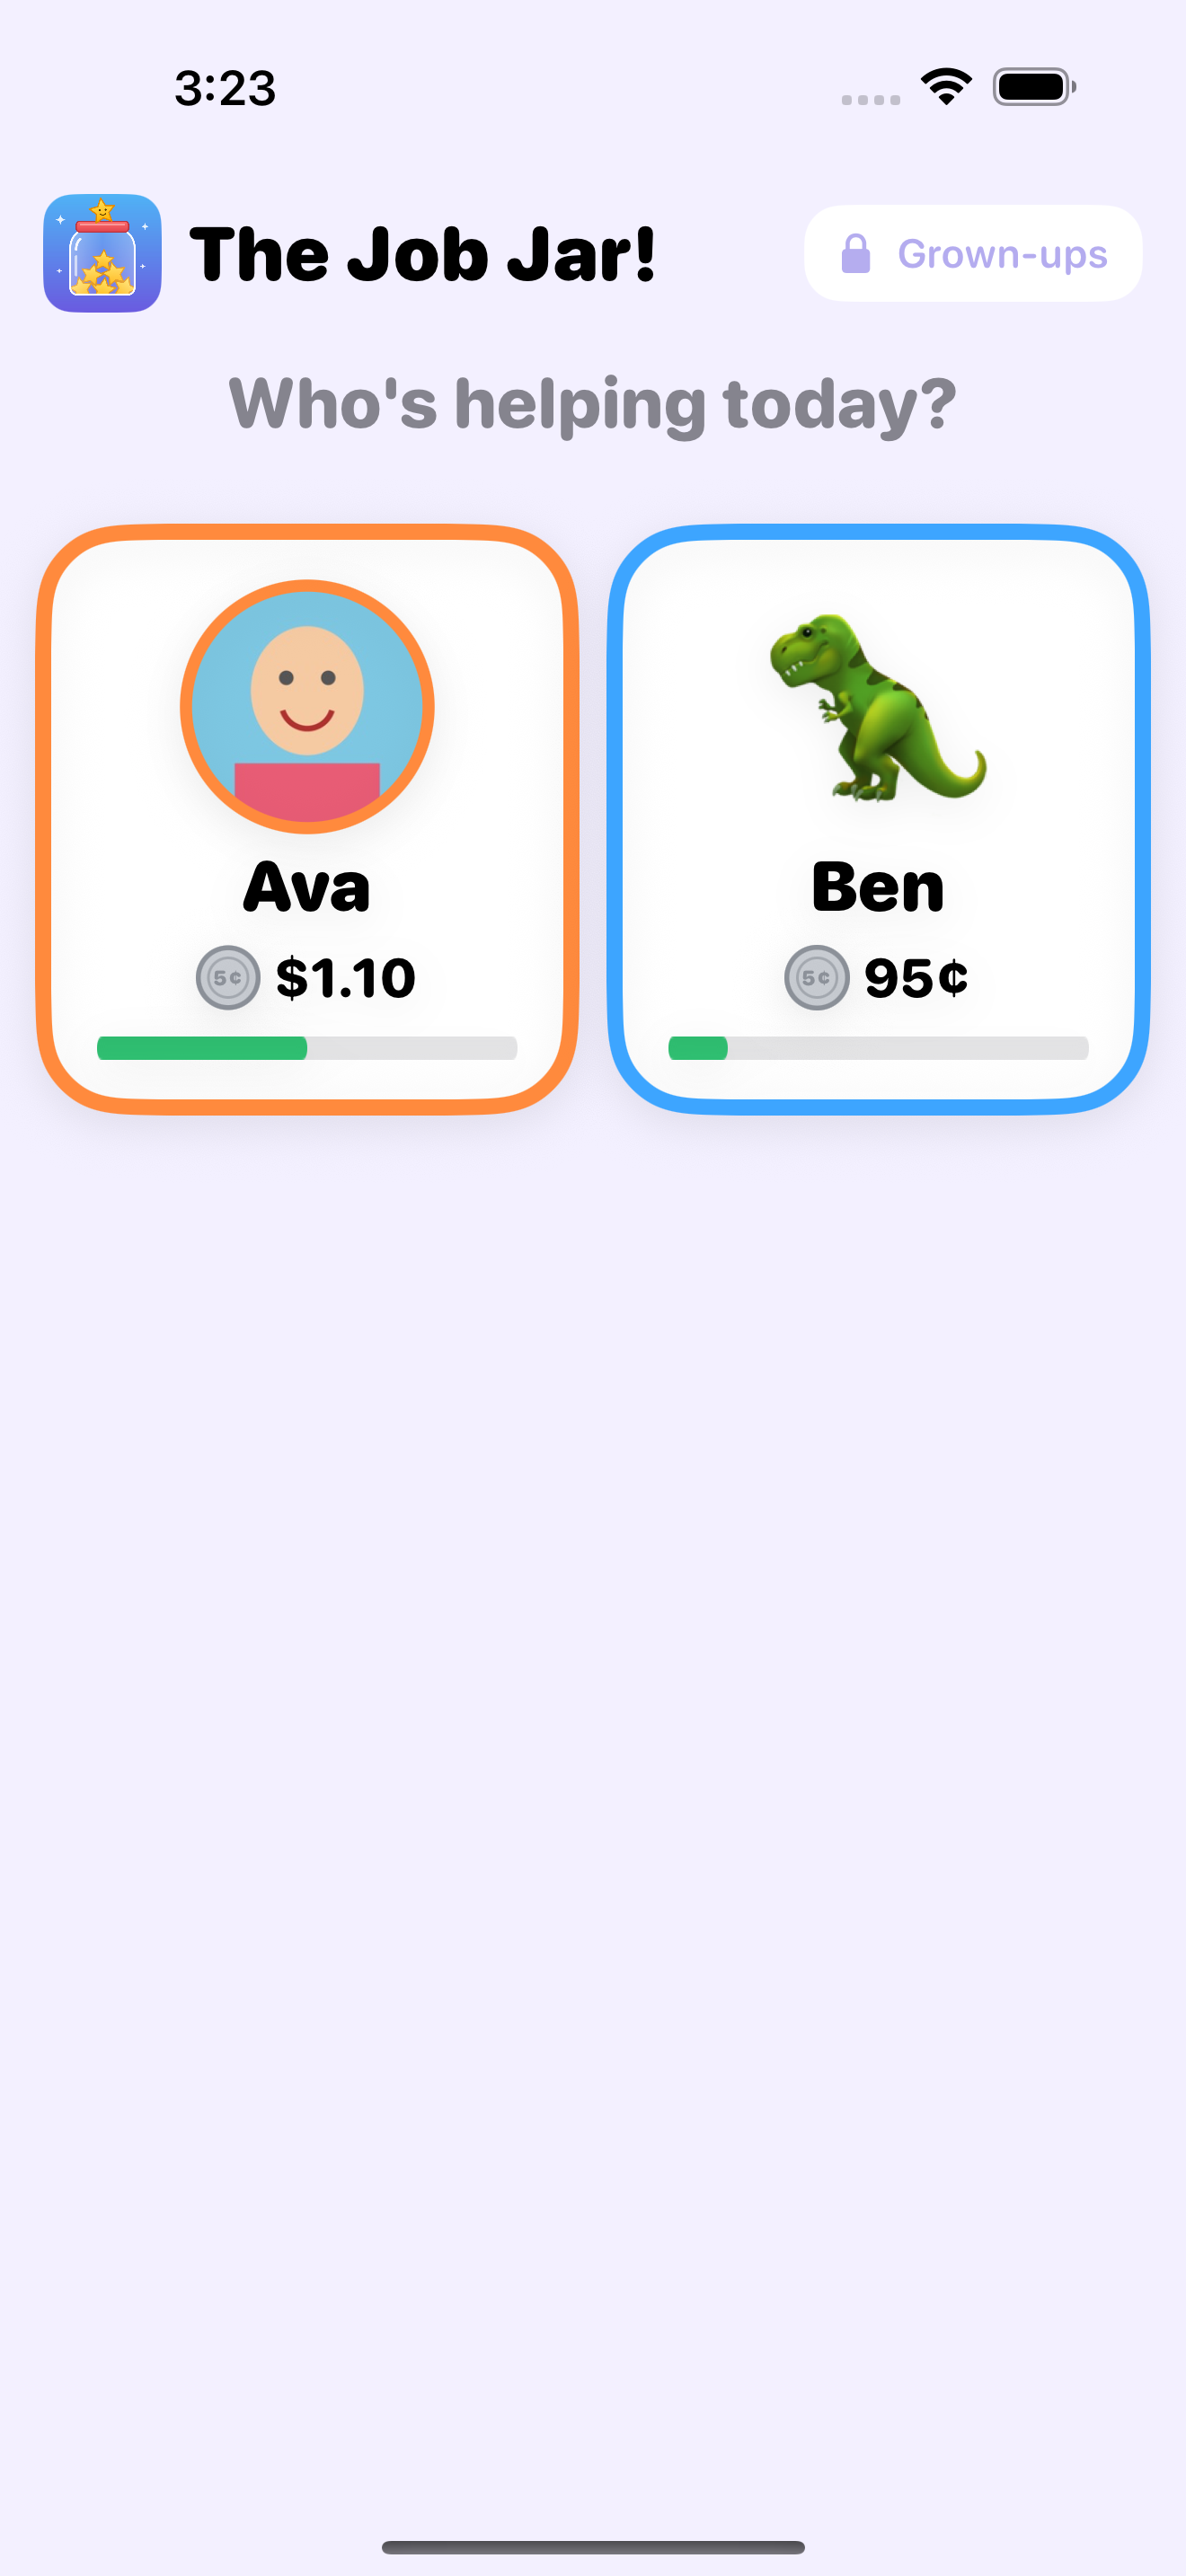 3:23
The Job Jar!
Grown-ups
Who's helping today?
Ava
5¢ $1.10
Ben
5¢ 95¢